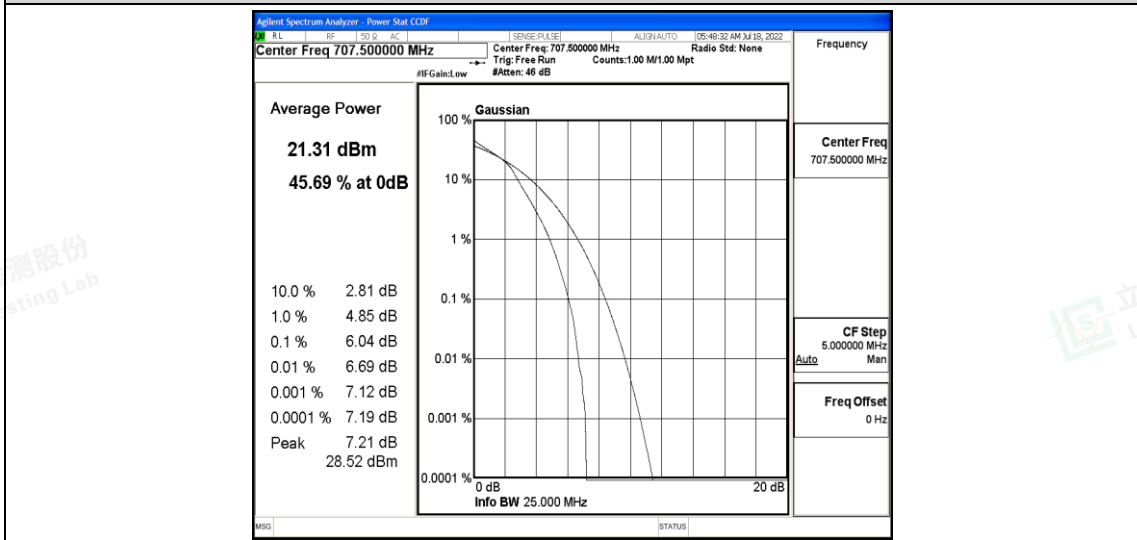 Agilent Spectrum Analyzer - Power Stat CCDF
RL RF 50 Ω AC SENSE:PULSE ALIGN AUTO 05:48:32 AM Jul 18, 2022
Center Freq 707.500000 MHz
Center Freq: 707.500000 MHz Radio Std: None
Trig: Free Run Counts:1.00 M/1.00 Mpt
#IFGain:Low #Atten: 46 dB
Frequency
Average Power
21.31 dBm
45.69 % at 0dB
10.0 % 2.81 dB
1.0 % 4.85 dB
0.1 % 6.04 dB
0.01 % 6.69 dB
0.001 % 7.12 dB
0.0001 % 7.19 dB
Peak 7.21 dB
28.52 dBm
Gaussian
100 %
10 %
1 %
0.1 %
0.01 %
0.001 %
0.0001 %
0 dB 20 dB
Info BW 25.000 MHz
Center Freq
707.500000 MHz
CF Step
5.000000 MHz
Auto Man
Freq Offset
0 Hz
MSG STATUS
测股份
sting Lab
立